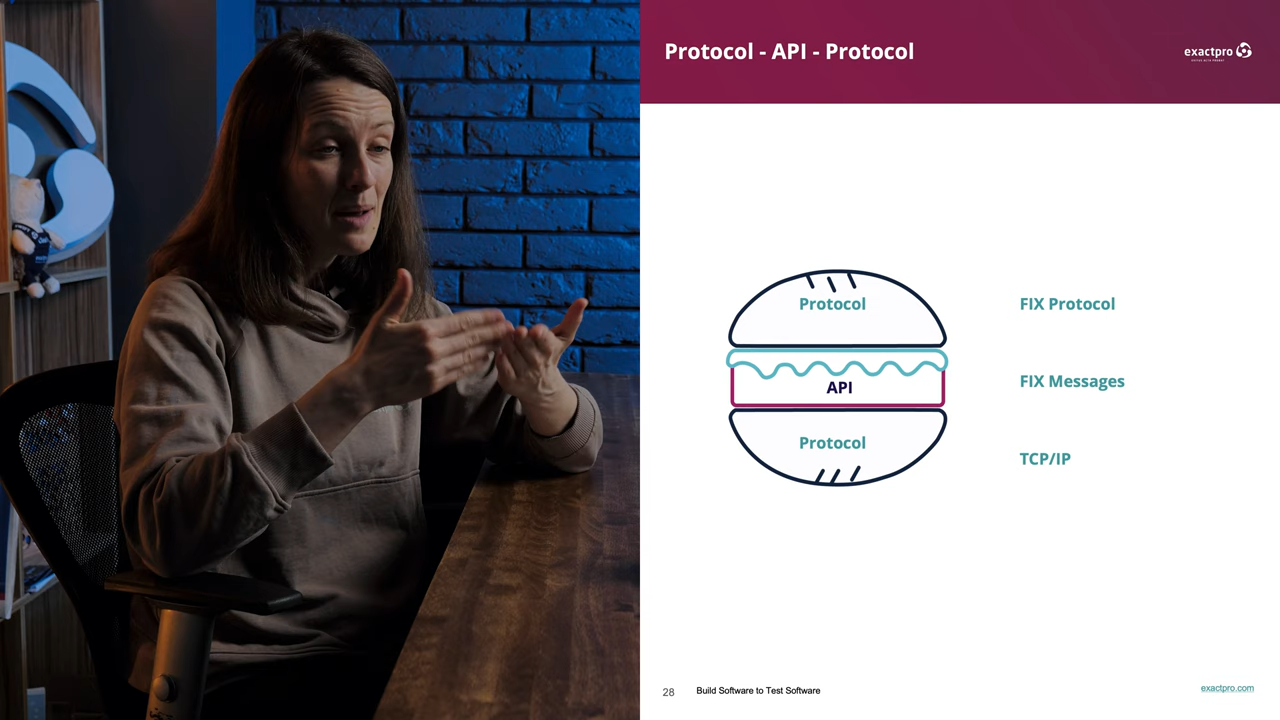 Protocol - API - Protocol
exactpro
Protocol
FIX Protocol
API
FIX Messages
Protocol
TCP/IP
28
Build Software to Test Software
exactpro.com